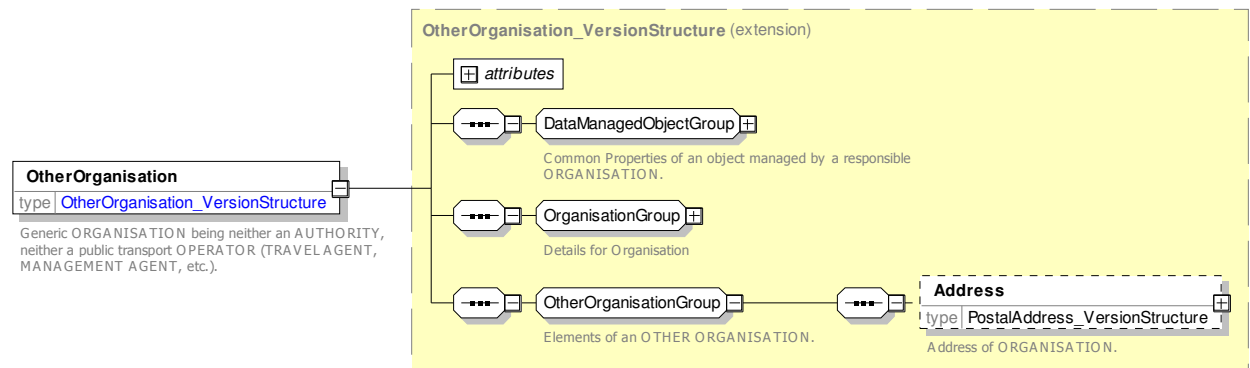 OtherOrganisation_VersionStructure (extension)
attributes
DataManagedObjectGroup
Common Properties of an object managed by a responsible
ORGANISATION.
OtherOrganisation
type OtherOrganisation_VersionStructure
Generic ORGANISATION being neither an AUTHORITY,
neither a public transport OPERATOR (TRAVEL AGENT,
MANAGEMENT AGENT, etc.).
OrganisationGroup
Details for Organisation
OtherOrganisationGroup
Elements of an OTHER ORGANISATION.
Address
type PostalAddress_VersionStructure
Address of ORGANISATION.